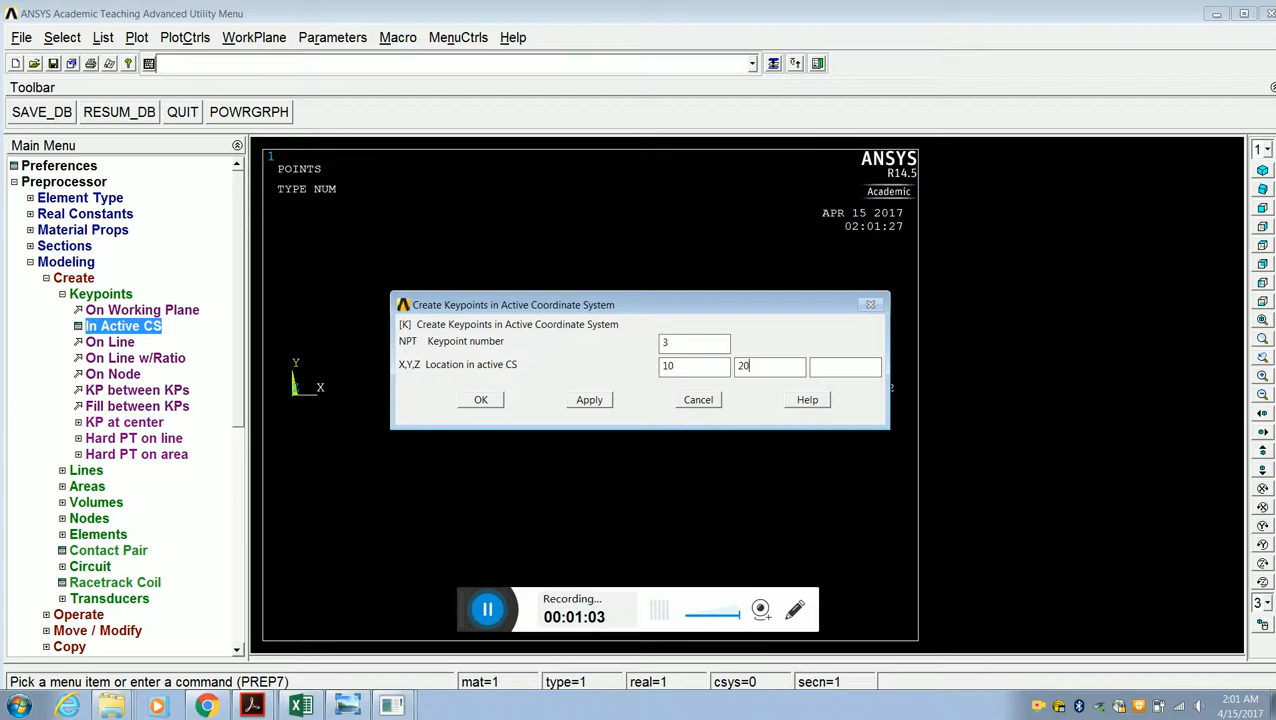 ANSYS Academic Teaching Advanced Utility Menu
File Select List Plot PlotCtrls WorkPlane Parameters Macro MenuCtrls Help
Toolbar
SAVE_DB RESUM_DB QUIT POWRGRPH
Main Menu
Preferences
Preprocessor
Element Type
Real Constants
Material Props
Sections
Modeling
Create
Keypoints
On Working Plane
In Active CS
On Line
On Line w/Ratio
On Node
KP between KPs
Fill between KPs
KP at center
Hard PT on line
Hard PT on area
Lines
Areas
Volumes
Nodes
Elements
Contact Pair
Circuit
Racetrack Coil
Transducers
Operate
Move / Modify
Copy
1
POINTS
TYPE NUM
ANSYS
R14.5
Academic
APR 15 2017
02:01:27
Y
X
2
Create Keypoints in Active Coordinate System
[K] Create Keypoints in Active Coordinate System
NPT Keypoint number 3
X,Y,Z Location in active CS 10 20
OK Apply Cancel Help
Recording...
00:01:03
1
3
Pick a menu item or enter a command (PREP7) mat=1 type=1 real=1 csys=0 secn=1
2:01 AM
4/15/2017